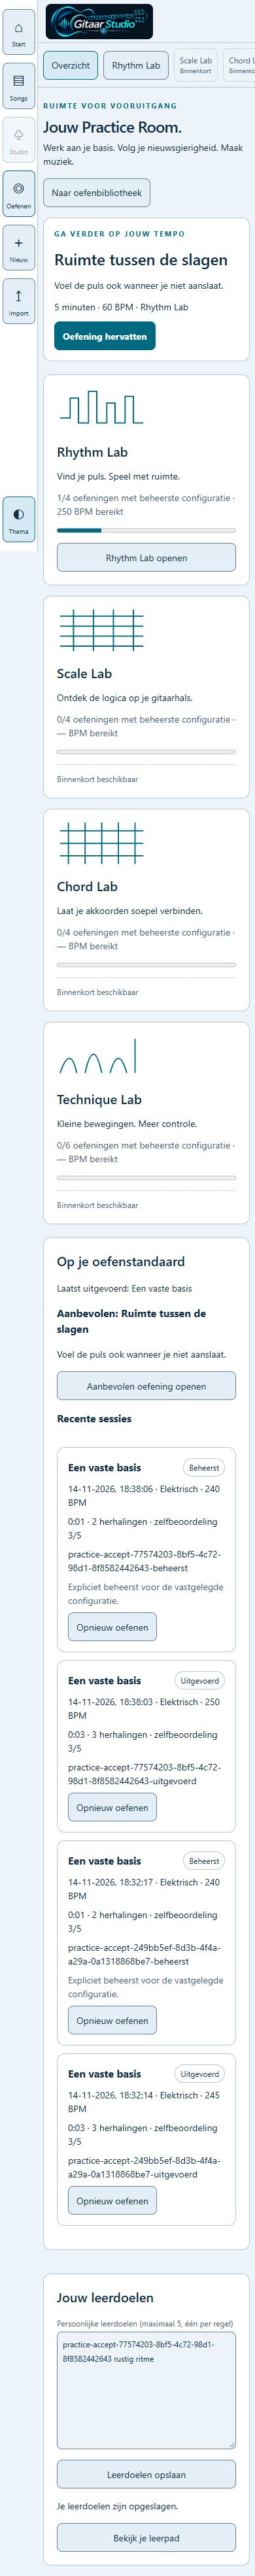 Gitaar Studio
Start
Songs
Studio
Oefenen
Nieuw
Import
Thema
Overzicht
Rhythm Lab
Scale Lab
Binnenkort
Chord L
Binnenko
RUIMTE VOOR VOORUITGANG
Jouw Practice Room.
Werk aan je basis. Volg je nieuwsgierigheid. Maak
muziek.
Naar oefenbibliotheek
GA VERDER OP JOUW TEMPO
Ruimte tussen de slagen
Voel de puls ook wanneer je niet aanslaat.
5 minuten · 60 BPM · Rhythm Lab
Oefening hervatten
Rhythm Lab
Vind je puls. Speel met ruimte.
1/4 oefeningen met beheerste configuratie ·
250 BPM bereikt
Rhythm Lab openen
Scale Lab
Ontdek de logica op je gitaarhals.
0/4 oefeningen met beheerste configuratie ·
— BPM bereikt
Binnenkort beschikbaar
Chord Lab
Laat je akkoorden soepel verbinden.
0/4 oefeningen met beheerste configuratie ·
— BPM bereikt
Binnenkort beschikbaar
Technique Lab
Kleine bewegingen. Meer controle.
0/6 oefeningen met beheerste configuratie ·
— BPM bereikt
Binnenkort beschikbaar
Op je oefenstandaard
Laatst uitgevoerd: Een vaste basis
Aanbevolen: Ruimte tussen de
slagen
Voel de puls ook wanneer je niet aanslaat.
Aanbevolen oefening openen
Recente sessies
Een vaste basis
Beheerst
14-11-2026, 18:38:06 · Elektrisch · 240
BPM
0:01 · 2 herhalingen · zelfbeoordeling
3/5
practice-accept-77574203-8bf5-4c72-
98d1-8f8582442643-beheerst
Expliciet beheerst voor de vastgelegde
configuratie.
Opnieuw oefenen
Een vaste basis
Uitgevoerd
14-11-2026, 18:38:03 · Elektrisch · 250
BPM
0:03 · 3 herhalingen · zelfbeoordeling
3/5
practice-accept-77574203-8bf5-4c72-
98d1-8f8582442643-uitgevoerd
Opnieuw oefenen
Een vaste basis
Beheerst
14-11-2026, 18:32:17 · Elektrisch · 240
BPM
0:01 · 2 herhalingen · zelfbeoordeling
3/5
practice-accept-249bb5ef-8d3b-4f4a-
a29a-0a1318868be7-beheerst
Expliciet beheerst voor de vastgelegde
configuratie.
Opnieuw oefenen
Een vaste basis
Uitgevoerd
14-11-2026, 18:32:14 · Elektrisch · 245
BPM
0:03 · 3 herhalingen · zelfbeoordeling
3/5
practice-accept-249bb5ef-8d3b-4f4a-
a29a-0a1318868be7-uitgevoerd
Opnieuw oefenen
Jouw leerdoelen
Persoonlijke leerdoelen (maximaal 5, één per regel)
practice-accept-77574203-8bf5-4c72-98d1-
8f8582442643 rustig ritme
Leerdoelen opslaan
Je leerdoelen zijn opgeslagen.
Bekijk je leerpad